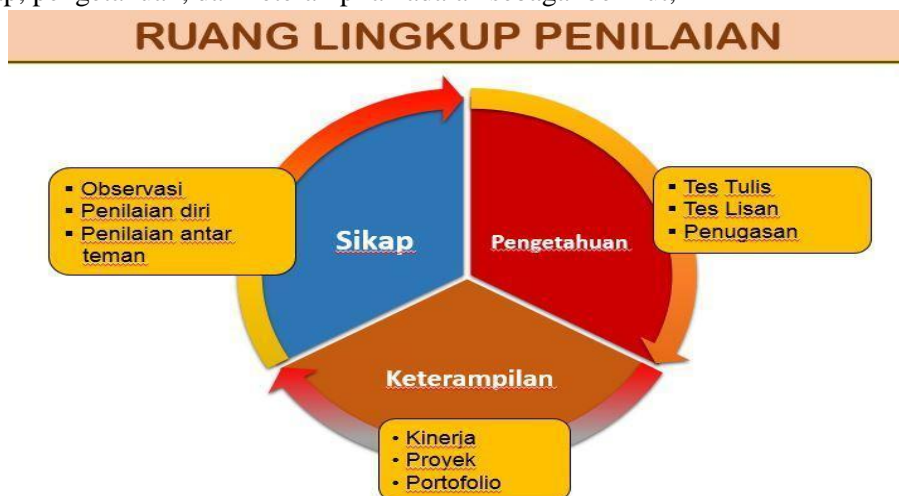 RUANG LINGKUP PENILAIAN
▪ Observasi
▪ Penilaian diri
▪ Penilaian antar
teman
Sikap
Pengetahuan
▪ Tes Tulis
▪ Tes Lisan
▪ Penugasan
Keterampilan
• Kinerja
• Proyek
• Portofolio